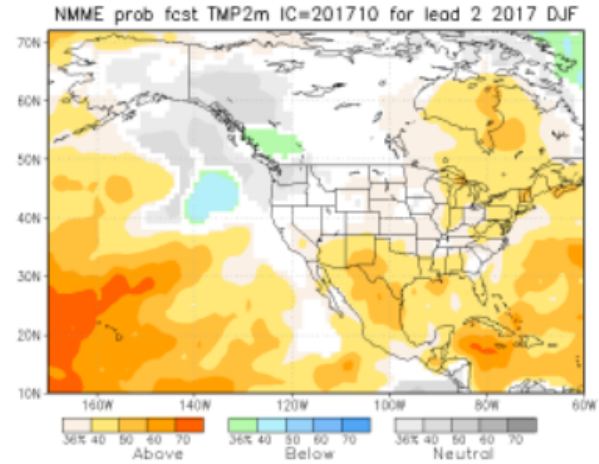 NMME prob fcst TMP2m IC=201710 for lead 2 2017 DJF
70N
60N
50N
40N
30N
20N
10N
160W 140W 120W 100W 80W 60W
36% 40 50 60 70 36% 40 50 60 70 36% 40 50 60 70
Above Below Neutral